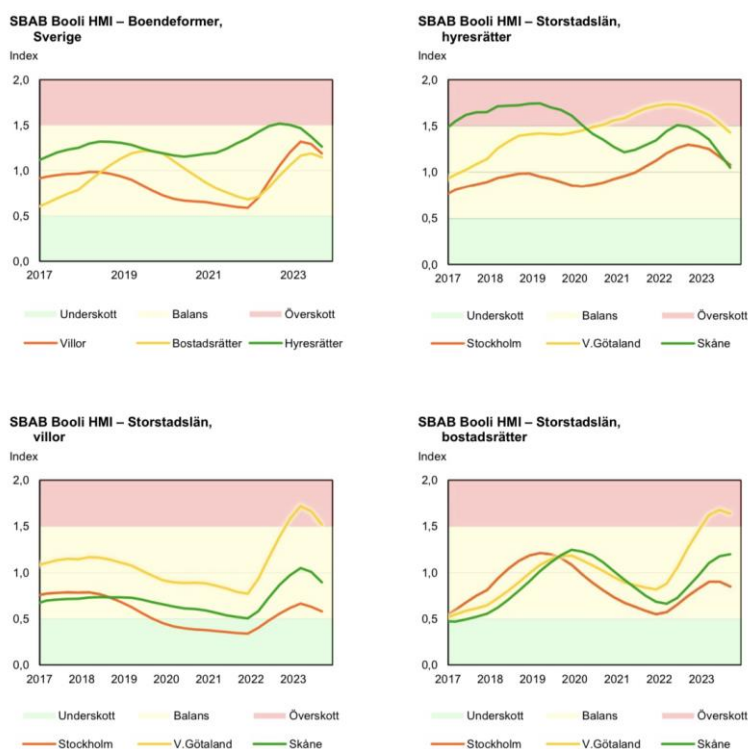 SBAB Booli HMI – Boendeformer,
Sverige
Index
2,0
1,5
1,0
0,5
0,0
2017 2019 2021 2023
Underskott Balans Överskott
Villor Bostadsrätter Hyresrätter
SBAB Booli HMI – Storstadslän,
hyresrätter
Index
2,0
1,5
1,0
0,5
0,0
2017 2018 2019 2020 2021 2022 2023
Underskott Balans Överskott
Stockholm V.Götaland Skåne
SBAB Booli HMI – Storstadslän,
villor
Index
2,0
1,5
1,0
0,5
0,0
2017 2018 2019 2020 2021 2022 2023
Underskott Balans Överskott
Stockholm V.Götaland Skåne
SBAB Booli HMI – Storstadslän,
bostadsrätter
Index
2,0
1,5
1,0
0,5
0,0
2017 2018 2019 2020 2021 2022 2023
Underskott Balans Överskott
Stockholm V.Götaland Skåne